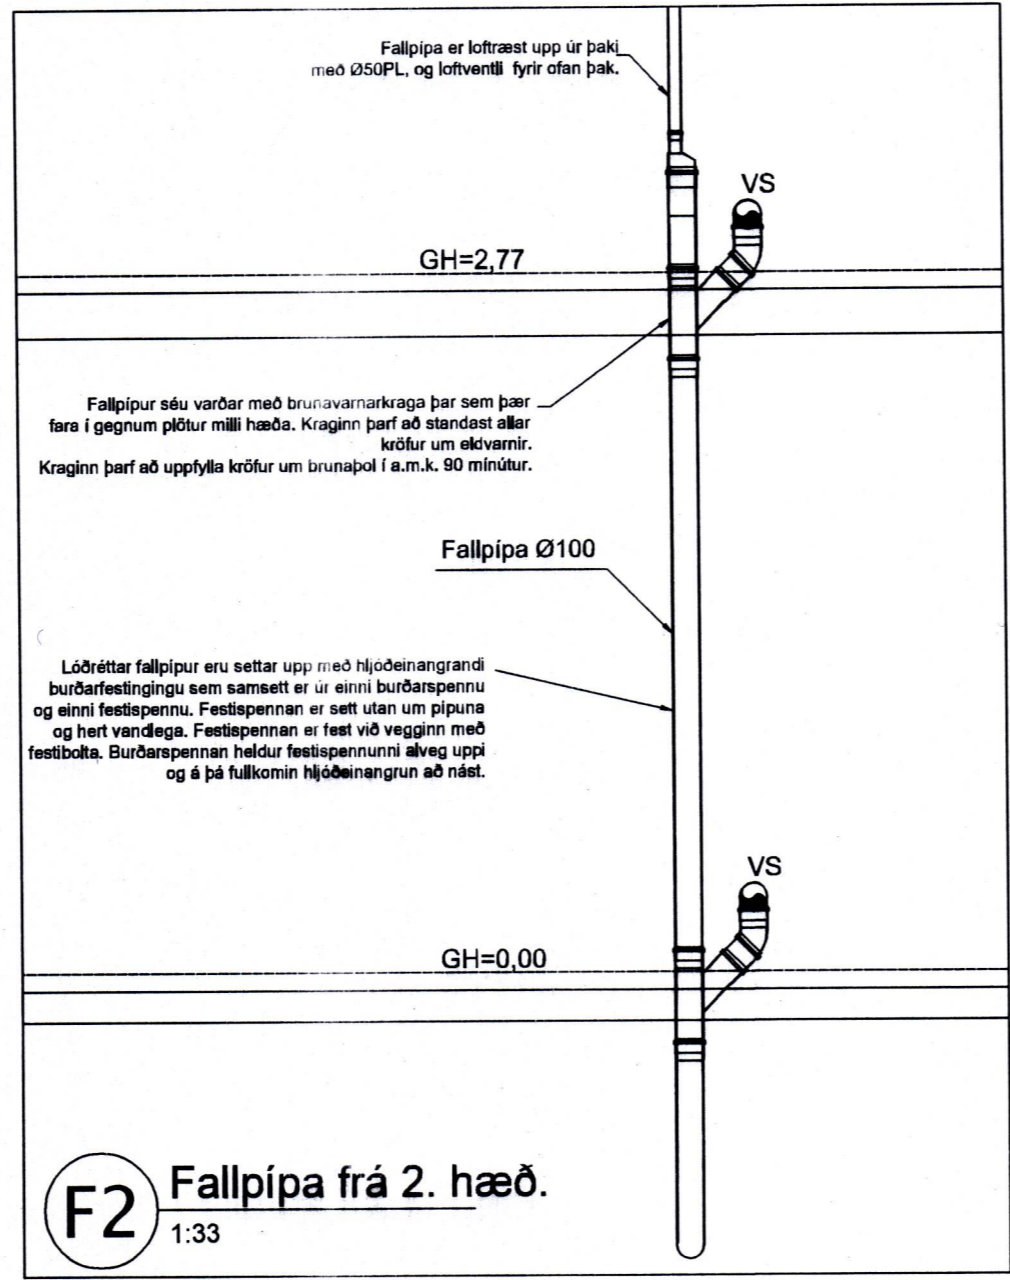 Fallpípa er loftræst upp úr þaki
með Ø50PL, og loftventli fyrir ofan þak.
VS
GH=2,77
Fallpípur séu varðar með brunavarnarkraga þar sem þær
fara í gegnum plötur milli hæða. Kraginn þarf að standast allar
kröfur um eldvarnir.
Kraginn þarf að uppfylla kröfur um brunaþol í a.m.k. 90 mínútur.
Fallpípa Ø100
Lóðréttar fallpípur eru settar upp með hljóðeinangrandi
burðarfestingingu sem samsett er úr einni burðarspennu
og einni festispennu. Festispennan er sett utan um pípuna
og hert vandlega. Festispennan er fest við vegginn með
festibolta. Burðarspennan heldur festispennunni alveg uppi
og á þá fullkomin hljóðeinangrun að nást.
VS
GH=0,00
F2
Fallpípa frá 2. hæð.
1:33